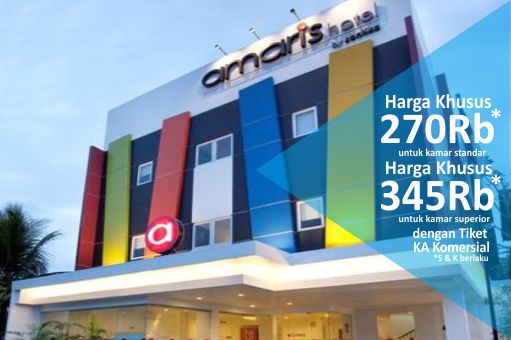 amaris hotel
by santika
a
Harga Khusus
270Rb*
untuk kamar standar
Harga Khusus
345Rb*
untuk kamar superior
dengan Tiket
KA Komersial
*S & K berlaku